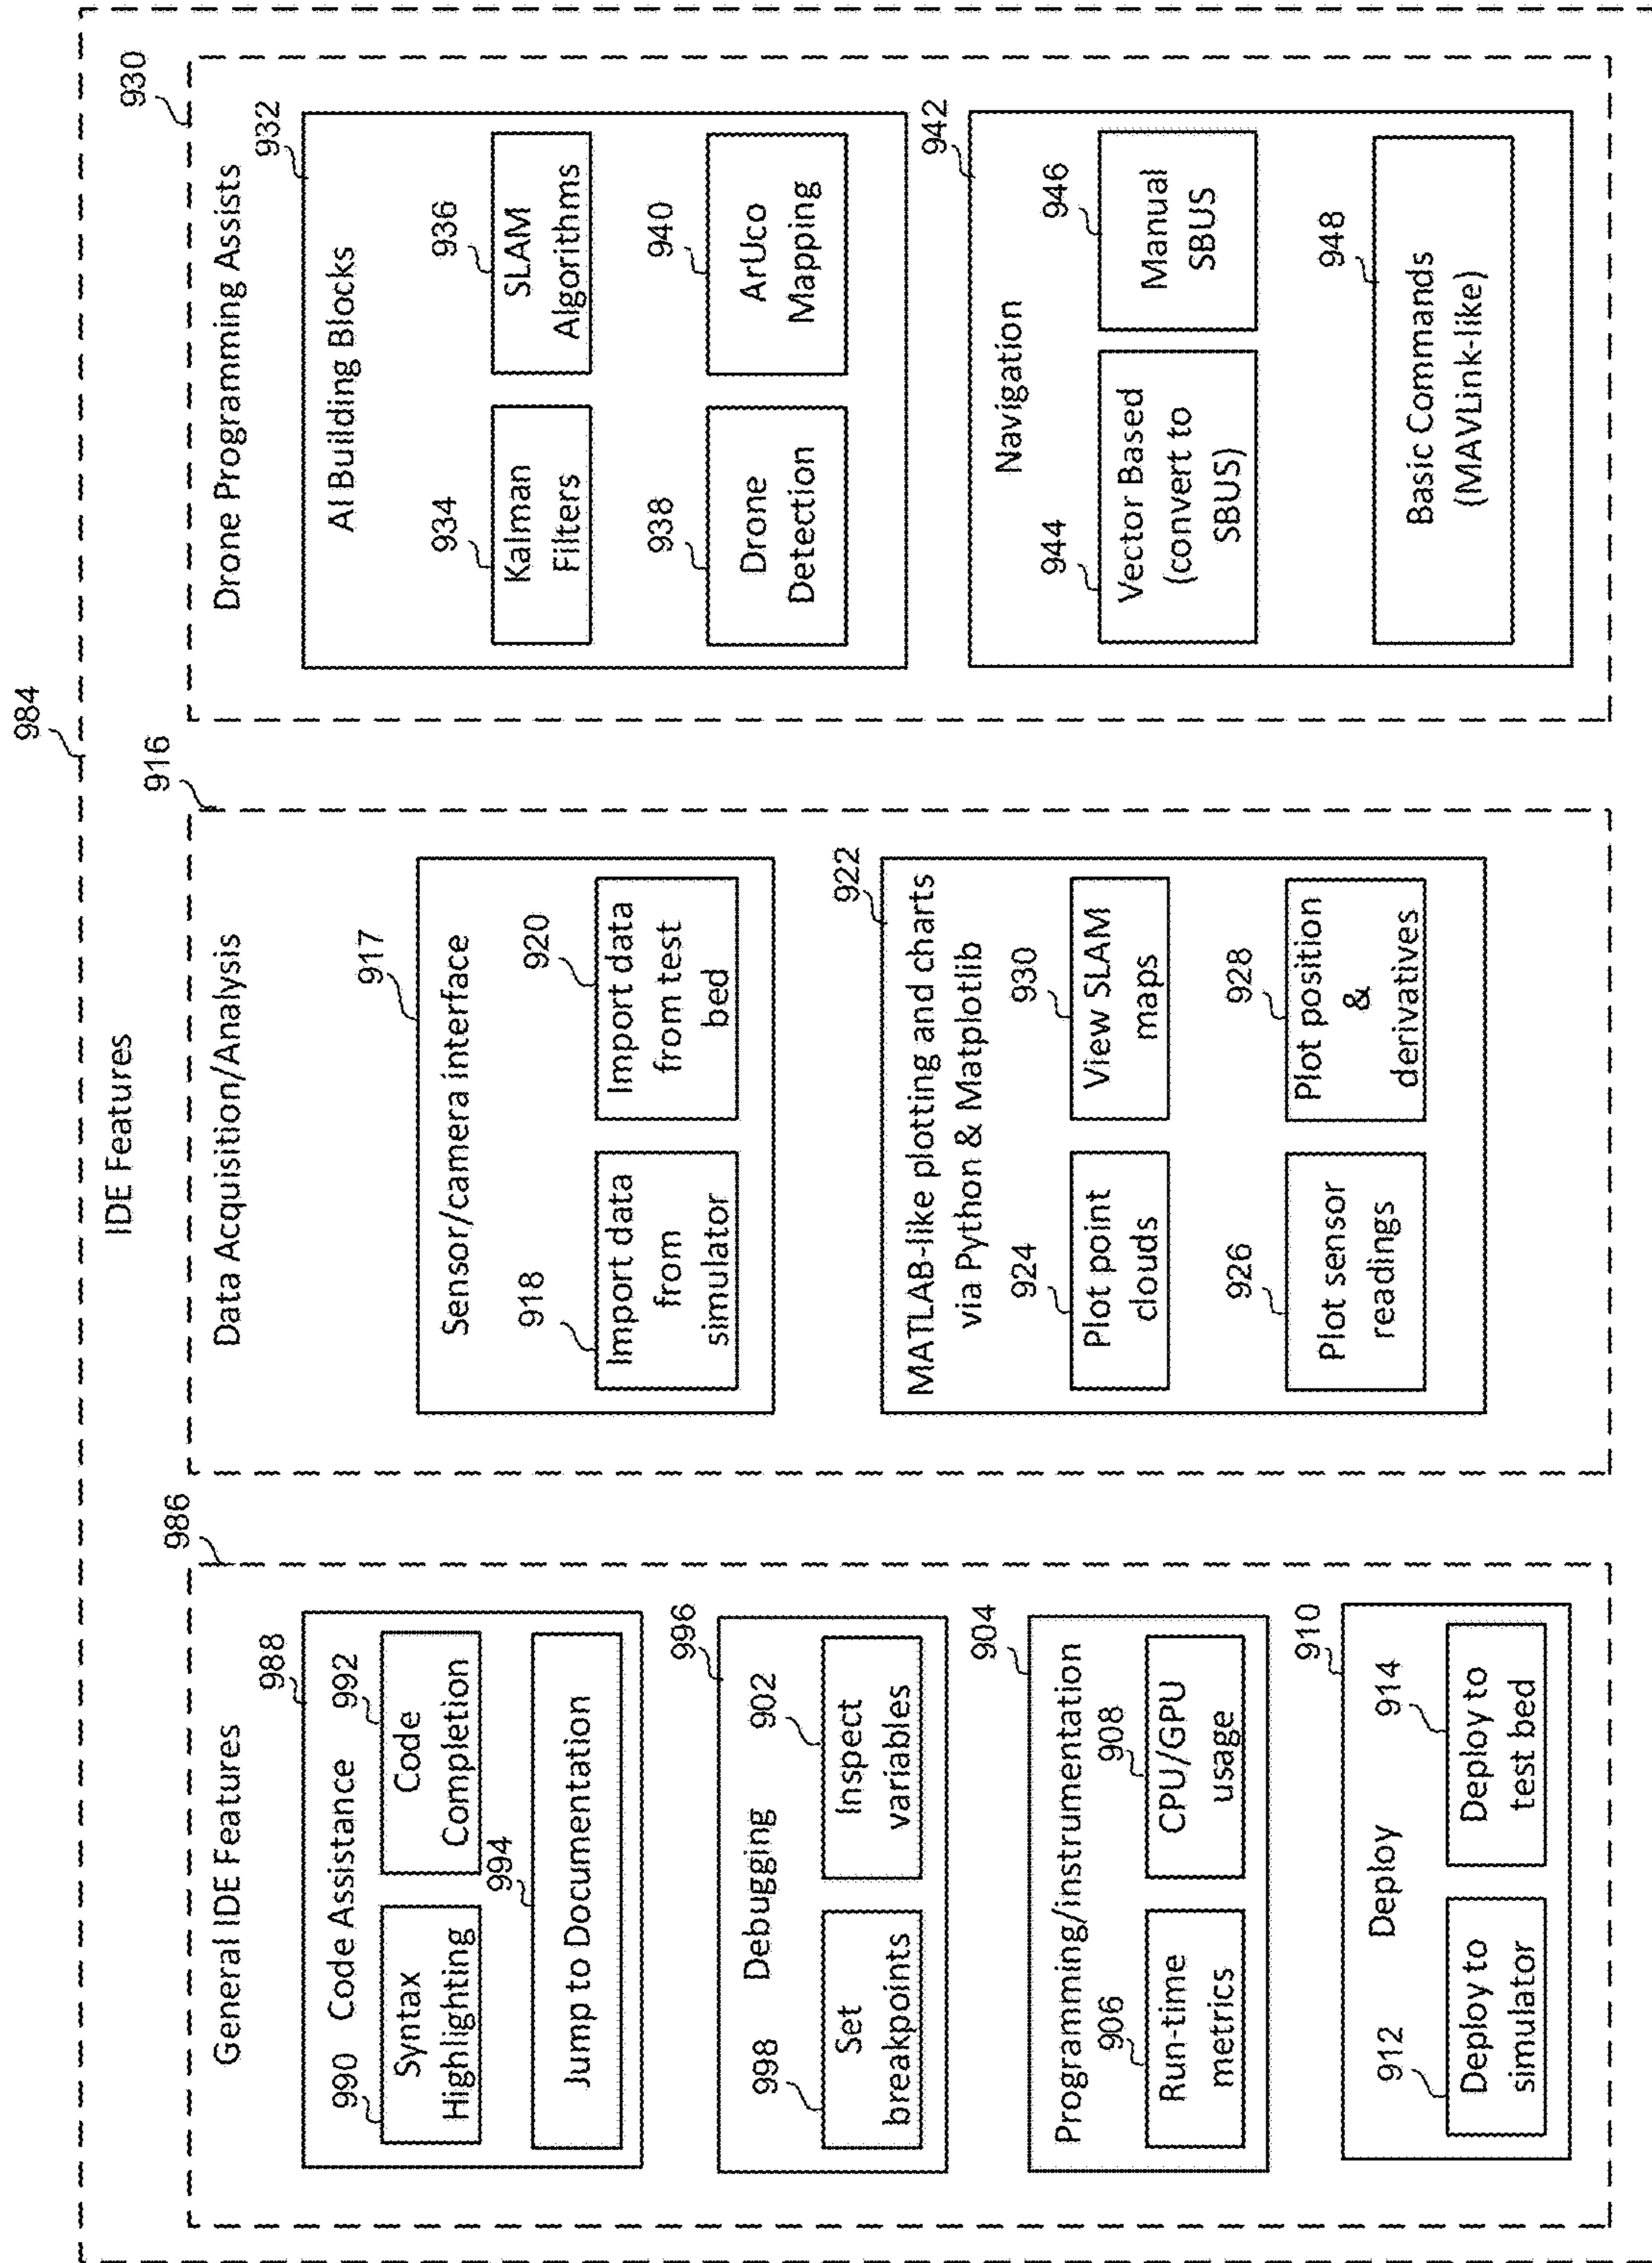 984
IDE Features
986
General IDE Features
988
990
Code Assistance
992
Syntax
Highlighting
Code
Completion
994
Jump to Documentation
996
998
Debugging
902
Set
breakpoints
Inspect
variables
904
Programming/instrumentation
906
908
Run-time
metrics
CPU/GPU
usage
910
912
Deploy
914
Deploy to
simulator
Deploy to
test bed
916
Data Acquisition/Analysis
917
Sensor/camera interface
918
920
Import data
from
simulator
Import data
from test
bed
922
MATLAB-like plotting and charts
via Python & Matplotlib
924
930
Plot point
clouds
View SLAM
maps
926
928
Plot sensor
readings
Plot position
&
derivatives
930
Drone Programming Assists
932
AI Building Blocks
934
936
Kalman
Filters
SLAM
Algorithms
938
940
Drone
Detection
ArUco
Mapping
942
Navigation
944
946
Vector Based
(convert to
SBUS)
Manual
SBUS
948
Basic Commands
(MAVLink-like)